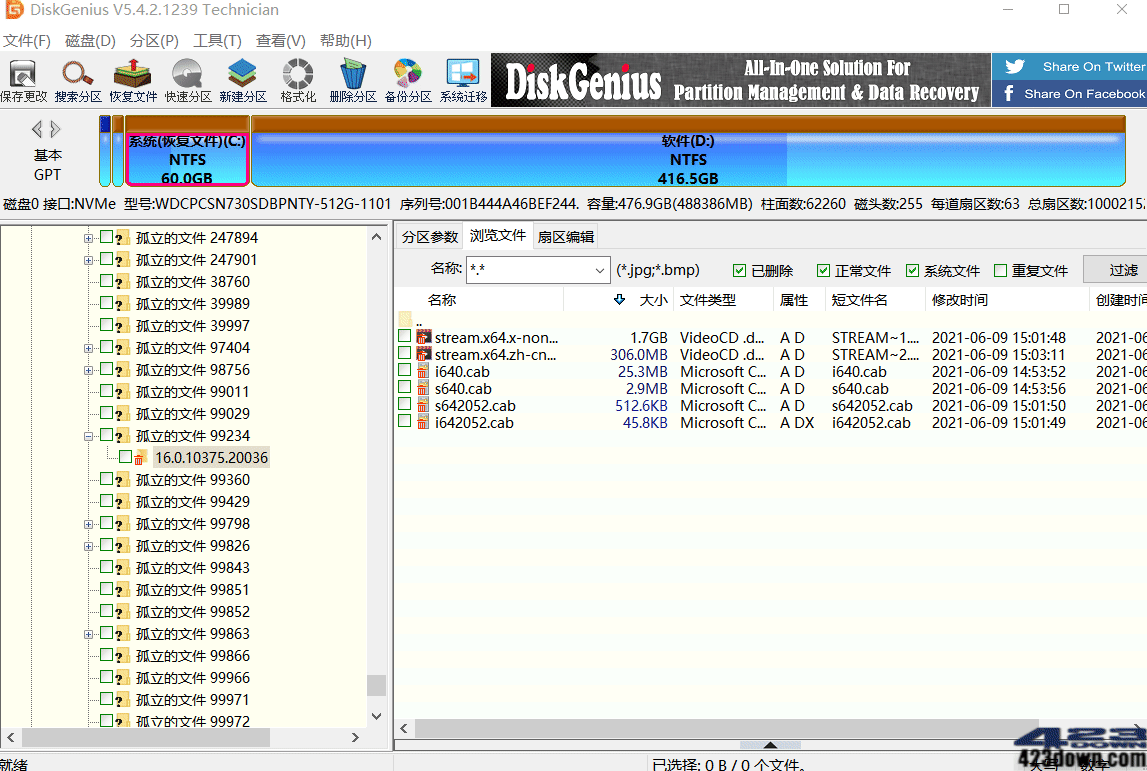 DiskGenius V5.4.2.1239 Technician
文件(F) 磁盘(D) 分区(P) 工具(T) 查看(V) 帮助(H)
保存更改 搜索分区 恢复文件 快速分区 新建分区 格式化 删除分区 备份分区 系统迁移
DiskGenius
All-In-One Solution For
Partition Management & Data Recovery
Share On Twitter
Share On Facebook
基本
GPT
系统(恢复文件)(C:)
NTFS
60.0GB
软件(D:)
NTFS
416.5GB
磁盘0 接口:NVMe 型号:WDCPCSN730SDBPNTY-512G-1101 序列号:001B444A46BEF244. 容量:476.9GB(488386MB) 柱面数:62260 磁头数:255 每道扇区数:63 总扇区数:1000215
孤立的文件 247894
孤立的文件 247901
孤立的文件 38760
孤立的文件 39989
孤立的文件 39997
孤立的文件 97404
孤立的文件 98756
孤立的文件 99011
孤立的文件 99029
孤立的文件 99234
16.0.10375.20036
孤立的文件 99360
孤立的文件 99429
孤立的文件 99798
孤立的文件 99826
孤立的文件 99843
孤立的文件 99851
孤立的文件 99852
孤立的文件 99863
孤立的文件 99866
孤立的文件 99966
孤立的文件 99971
孤立的文件 99972
分区参数 浏览文件 扇区编辑
名称: *.* (*.jpg;*.bmp) 已删除 正常文件 系统文件 重复文件 过滤
名称 大小 文件类型 属性 短文件名 修改时间 创建时间
..
stream.x64.x-non... 1.7GB VideoCD .d... A D STREAM~1.... 2021-06-09 15:01:48 2021-06
stream.x64.zh-cn... 306.0MB VideoCD .d... A D STREAM~2.... 2021-06-09 15:03:11 2021-06
i640.cab 25.3MB Microsoft C... A D i640.cab 2021-06-09 14:53:52 2021-06
s640.cab 2.9MB Microsoft C... A D s640.cab 2021-06-09 14:53:56 2021-06
s642052.cab 512.6KB Microsoft C... A D s642052.cab 2021-06-09 15:01:50 2021-06
i642052.cab 45.8KB Microsoft C... A DX i642052.cab 2021-06-09 15:01:49 2021-06
就绪
已选择: 0 B / 0 个文件。
大写 数字
423
DOWN
423down.com